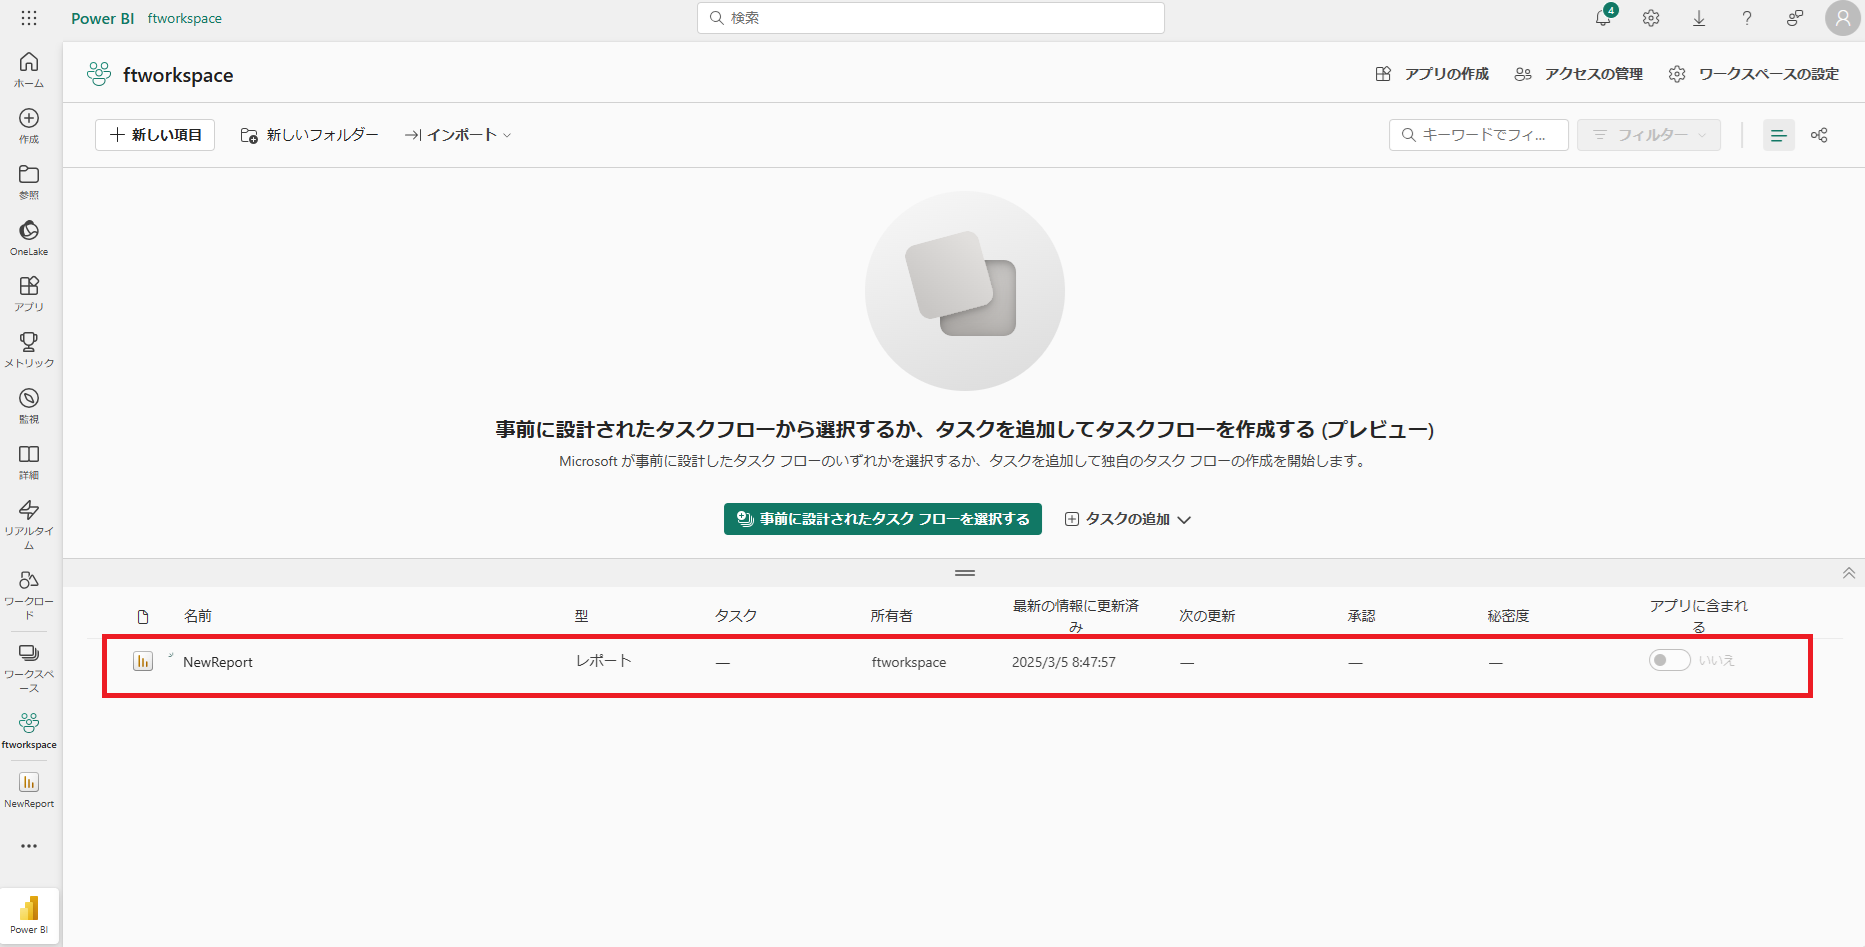 Power BI ftworkspace
検索
4
ftworkspace
アプリの作成 アクセスの管理 ワークスペースの設定
新しい項目 新しいフォルダー インポート
キーワードでフィ... フィルター
ホーム
作成
参照
OneLake
アプリ
メトリック
監視
詳細
リアルタイ
ム
ワークロー
ド
ワークスペ
ース
ftworkspace
NewReport
Power BI
事前に設計されたタスクフローから選択するか、タスクを追加してタスクフローを作成する (プレビュー)
Microsoft が事前に設計したタスク フローのいずれかを選択するか、タスクを追加して独自のタスク フローの作成を開始します。
事前に設計されたタスク フローを選択する タスクの追加
名前 型 タスク 所有者 最新の情報に更新済
み 次の更新 承認 秘密度 アプリに含まれ
る
NewReport レポート — ftworkspace 2025/3/5 8:47:57 — — — いいえ